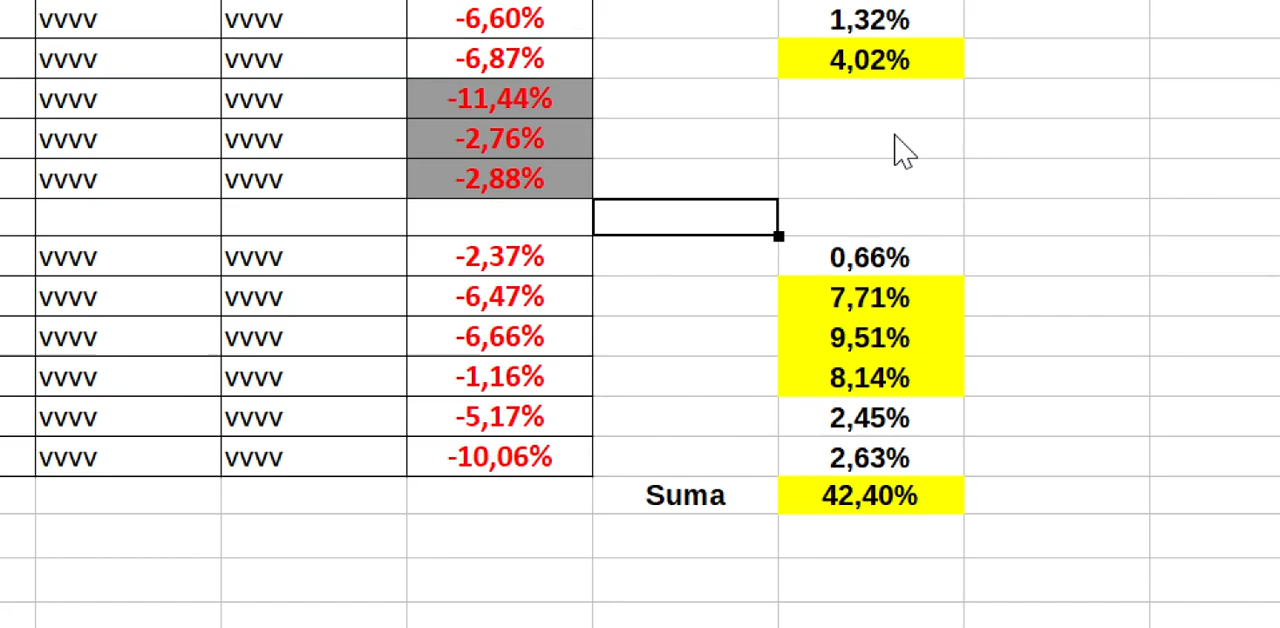 vvvv vvvv -6,60% 1,32%
vvvv vvvv -6,87% 4,02%
vvvv vvvv -11,44%
vvvv vvvv -2,76%
vvvv vvvv -2,88%
vvvv vvvv -2,37% 0,66%
vvvv vvvv -6,47% 7,71%
vvvv vvvv -6,66% 9,51%
vvvv vvvv -1,16% 8,14%
vvvv vvvv -5,17% 2,45%
vvvv vvvv -10,06% 2,63%
Suma 42,40%